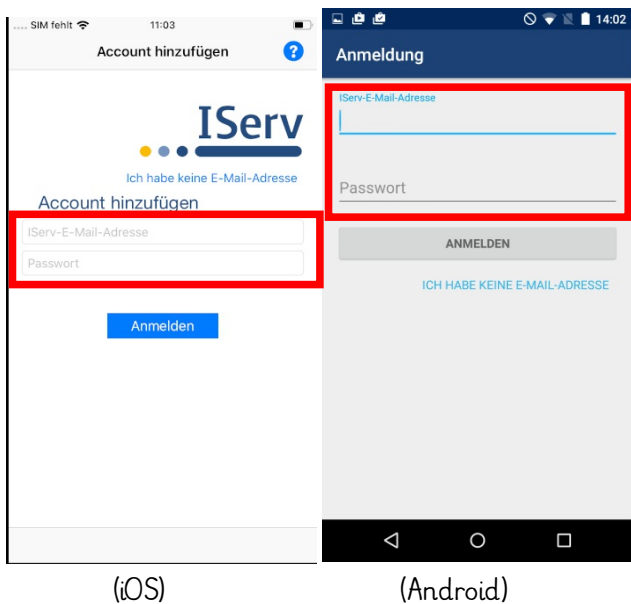 ..... SIM fehlt 11:03
Account hinzufügen ?
IServ
Ich habe keine E-Mail-Adresse
Account hinzufügen
IServ-E-Mail-Adresse
Passwort
Anmelden
(iOS)
14:02
Anmeldung
IServ-E-Mail-Adresse
Passwort
ANMELDEN
ICH HABE KEINE E-MAIL-ADRESSE
(Android)